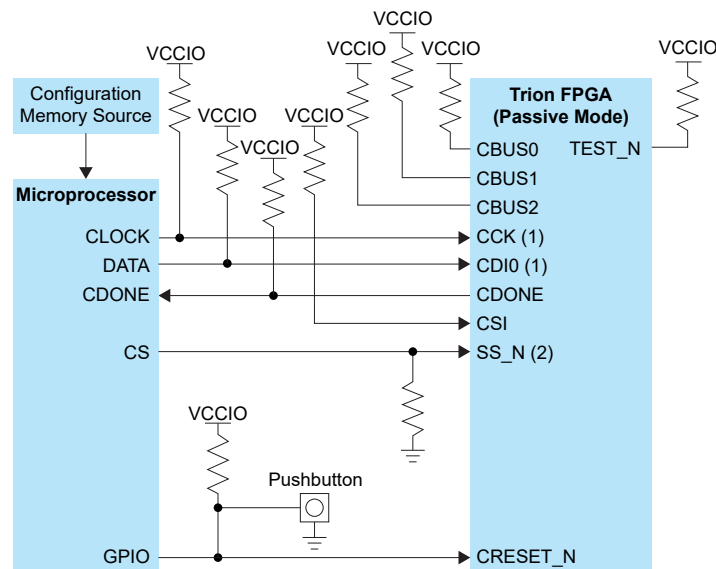 VCCIO
VCCIO
VCCIO
VCCIO
VCCIO
Configuration
Memory Source
VCCIO
VCCIO
VCCIO
Trion FPGA
(Passive Mode)
CBUS0
TEST_N
CBUS1
CBUS2
Microprocessor
CLOCK
CCK (1)
DATA
CDI0 (1)
CDONE
CDONE
CSI
CS
SS_N (2)
VCCIO
Pushbutton
GPIO
CRESET_N